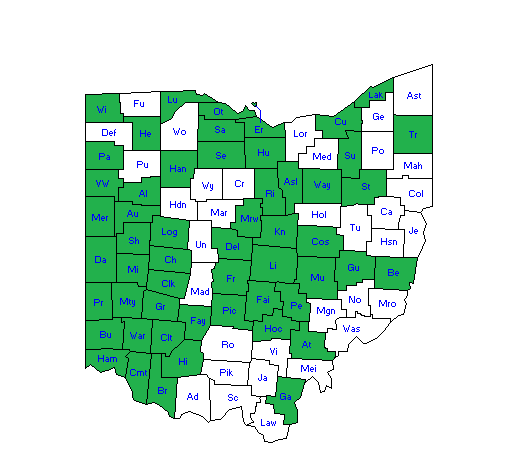 Lak Ast
Wi Fu Lu Ot Cu Ge
Def He Wo Sa Er Lor Tr
Pa Pu Han Se Hu Med Su Po Mah
VW Al Wy Cr Ri Asl Way St Col
Mer Au Hdn Mar Mrw Hol Tu Ca Je
Sh Log Un Del Kn Cos Hsn
Da Mi Ch Fr Li Mu Gu Be
Pr Mty Clk Mad Fai Pe No Mro
Gr Fay Pic Mgn
Bu War Clt Ro Hoc At Was
Ham Cmt Hi Vi Mei
Br Pik Ja Ga
Ad Sc Law